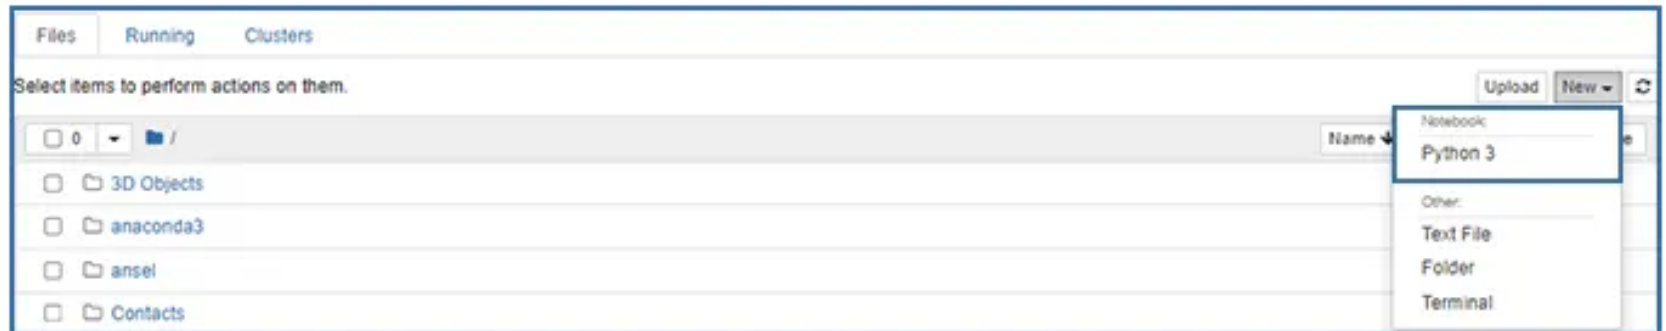 Files Running Clusters
Select items to perform actions on them.
Upload New
0 /
Name
e
Notebook:
Python 3
Other:
Text File
Folder
Terminal
3D Objects
anaconda3
ansel
Contacts